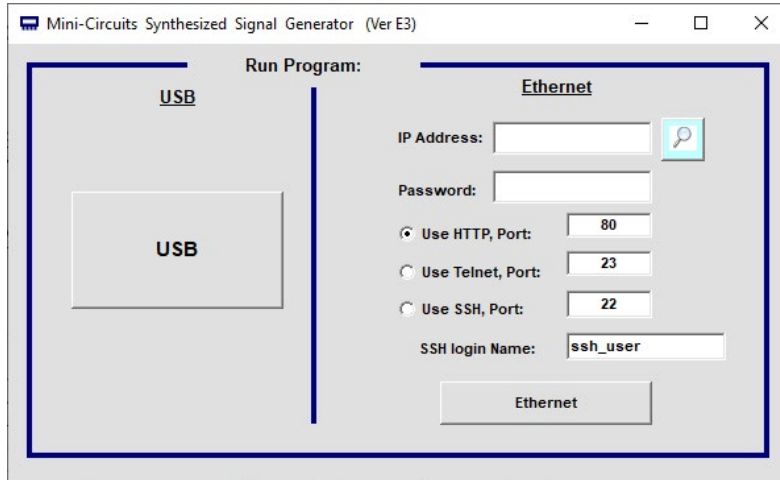 Mini-Circuits Synthesized Signal Generator (Ver E3)
Run Program:
USB
USB
Ethernet
IP Address:
Password:
Use HTTP, Port: 80
Use Telnet, Port: 23
Use SSH, Port: 22
SSH login Name: ssh_user
Ethernet